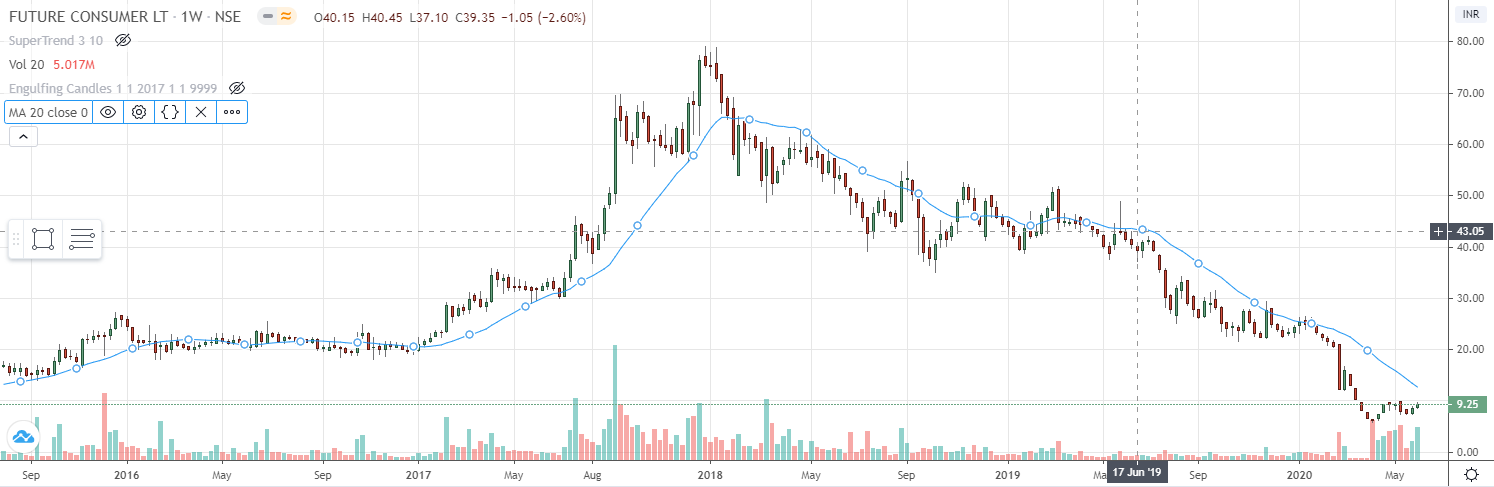 FUTURE CONSUMER LT · 1W · NSE O40.15 H40.45 L37.10 C39.35 −1.05 (−2.60%) INR
SuperTrend 3 10
Vol 20 5.017M
Engulfing Candles 1 1 2017 1 1 9999
MA 20 close 0
80.00
70.00
60.00
50.00
43.05
40.00
30.00
20.00
9.25
0.00
Sep 2016 May Sep 2017 May Aug 2018 May Sep 2019 Ma 17 Jun '19 Sep 2020 May